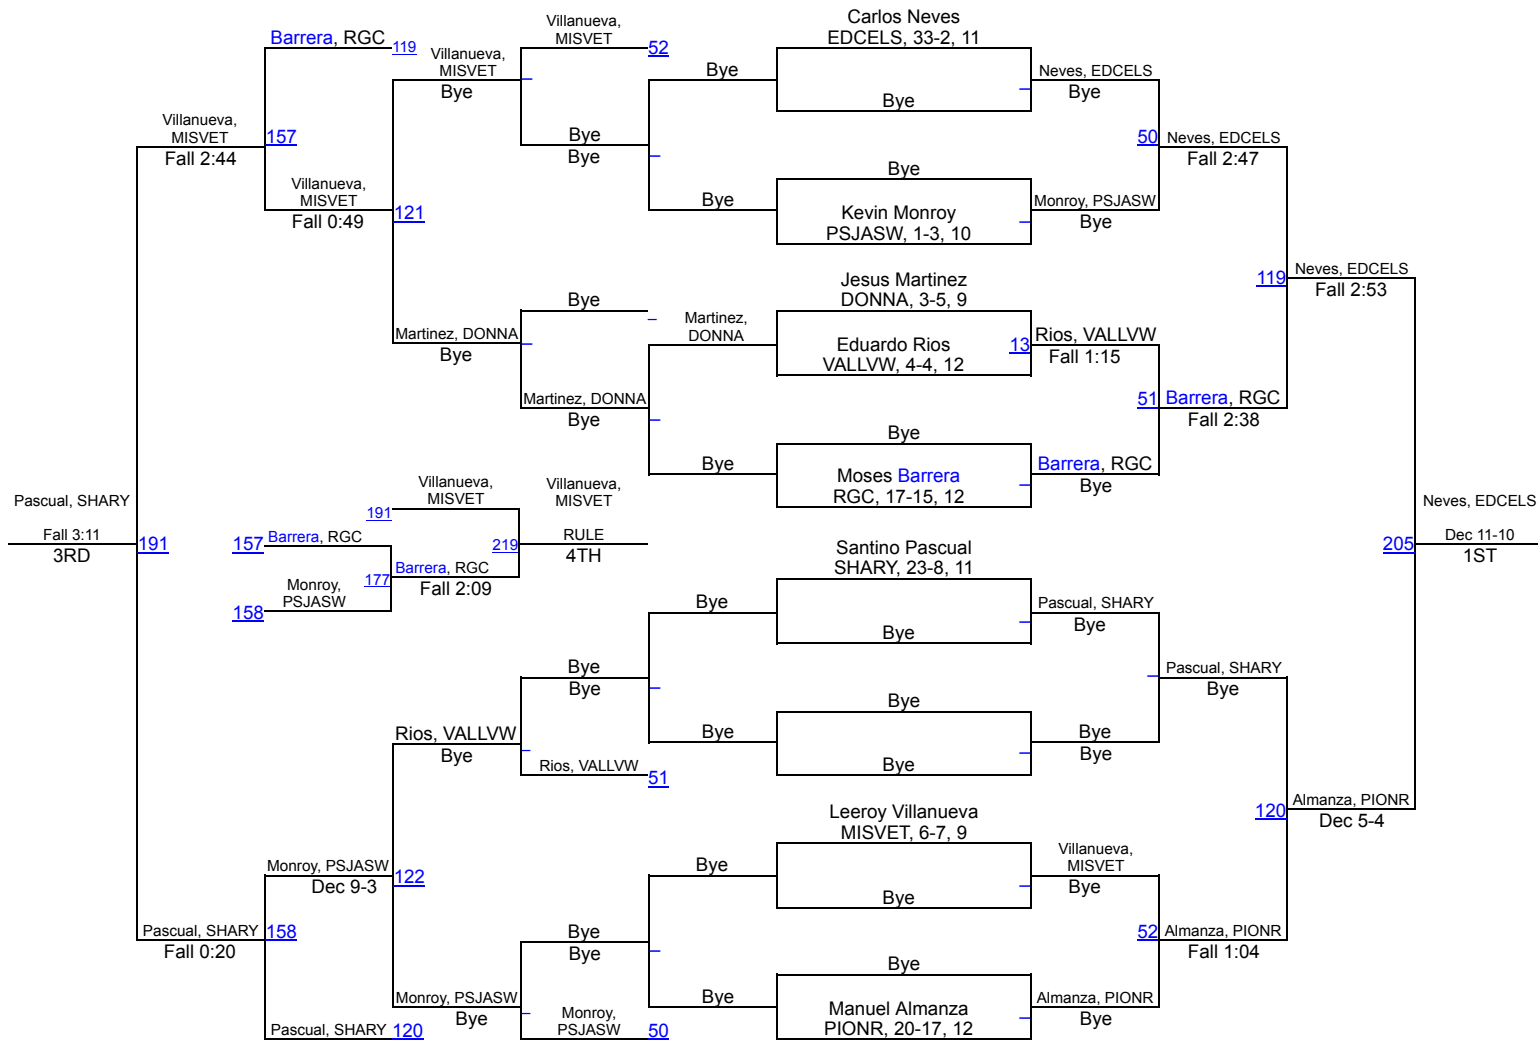 Barrera, RGC
119
Villanueva,
MISVET
Fall 2:44
157
Villanueva,
MISVET
Fall 0:49
Villanueva,
MISVET
Bye
121
Villanueva,
MISVET
52
Bye
Bye
Martinez, DONNA
Bye
Bye
Martinez, DONNA
Bye
Bye
Bye
Martinez,
DONNA
Bye
Carlos Neves
EDCELS, 33-2, 11
Bye
Bye
Kevin Monroy
PSJASW, 1-3, 10
Jesus Martinez
DONNA, 3-5, 9
Eduardo Rios
VALLVW, 4-4, 12
13
Bye
Moses Barrera
RGC, 17-15, 12
Neves, EDCELS
Bye
Monroy, PSJASW
Bye
50
Neves, EDCELS
Fall 2:47
Rios, VALLVW
Fall 1:15
Barrera, RGC
Bye
51
Barrera, RGC
Fall 2:38
119
Neves, EDCELS
Fall 2:53
Pascual, SHARY
Fall 3:11
3RD
191
157
Barrera, RGC
158
Monroy,
PSJASW
177
Barrera, RGC
Fall 2:09
191
Villanueva,
MISVET
219
Villanueva,
MISVET
RULE
4TH
Neves, EDCELS
205
Dec 11-10
1ST
Santino Pascual
SHARY, 23-8, 11
Bye
Bye
Bye
Leeroy Villanueva
MISVET, 6-7, 9
Bye
Bye
Manuel Almanza
PIONR, 20-17, 12
Bye
Bye
Bye
Bye
Bye
Bye
Rios, VALLVW
51
Bye
Bye
Monroy,
PSJASW
50
Rios, VALLVW
Bye
Monroy, PSJASW
Bye
Monroy, PSJASW
Dec 9-3
122
Pascual, SHARY
120
Pascual, SHARY
Fall 0:20
158
Pascual, SHARY
Bye
Bye
Bye
Pascual, SHARY
Bye
Villanueva,
MISVET
Bye
Almanza, PIONR
Bye
52
Almanza, PIONR
Fall 1:04
120
Almanza, PIONR
Dec 5-4